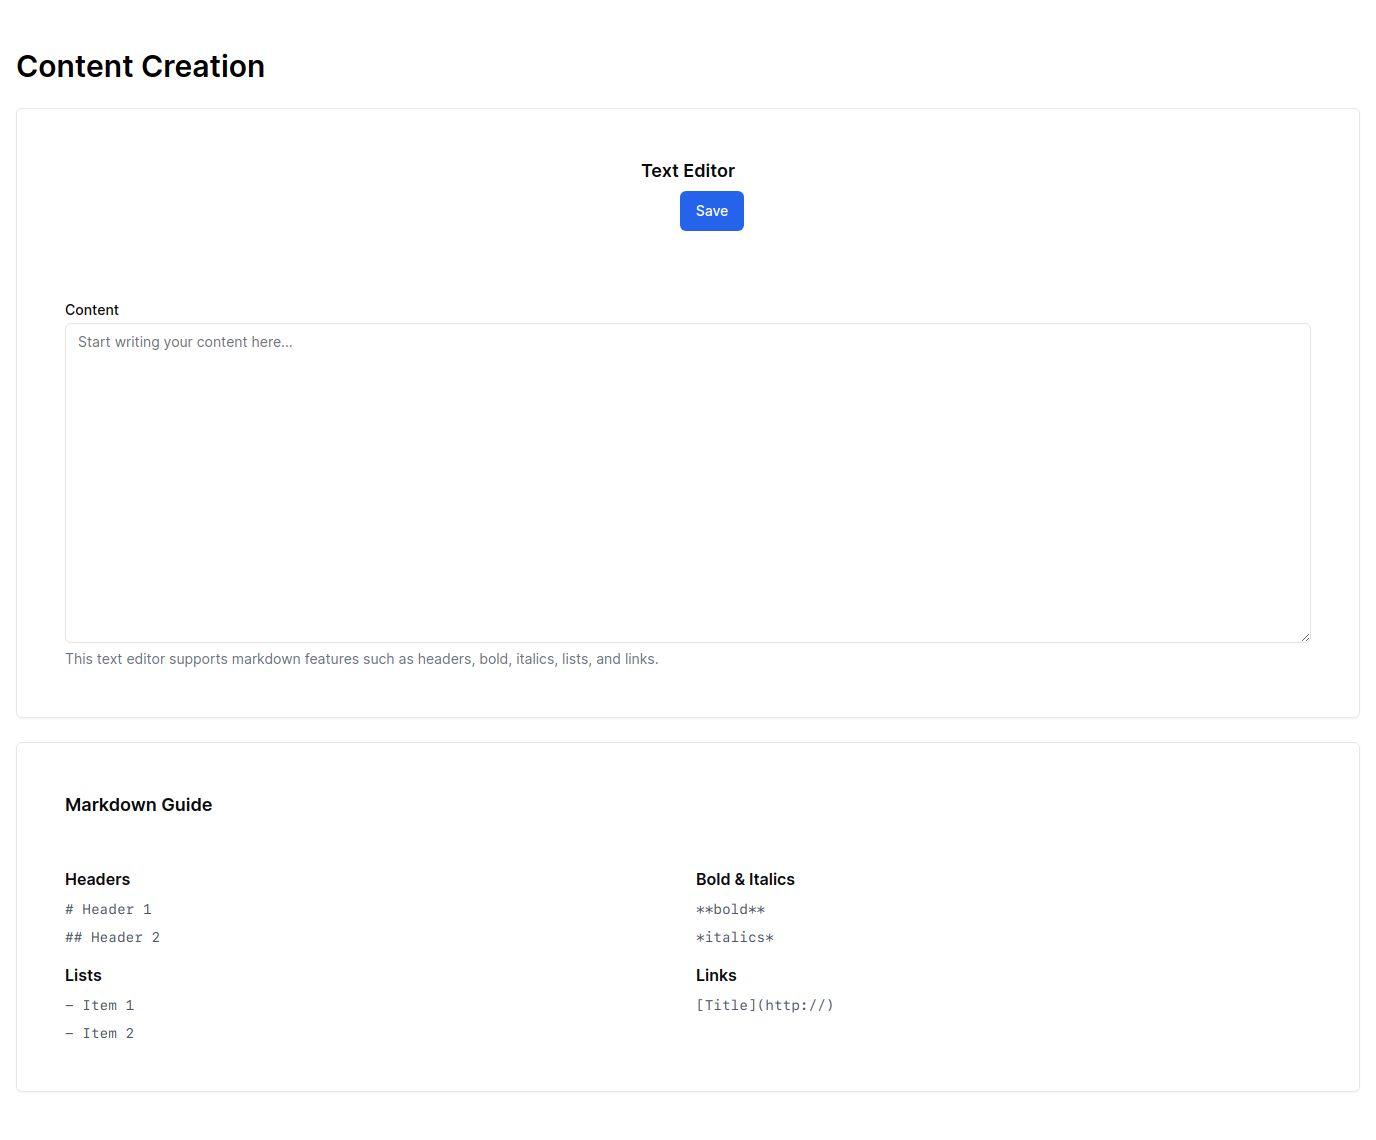 Content Creation
Text Editor
Save
Content
Start writing your content here...
This text editor supports markdown features such as headers, bold, italics, lists, and links.
Markdown Guide
Headers
# Header 1
## Header 2
Bold & Italics
**bold**
*italics*
Lists
- Item 1
- Item 2
Links
[Title](http://)